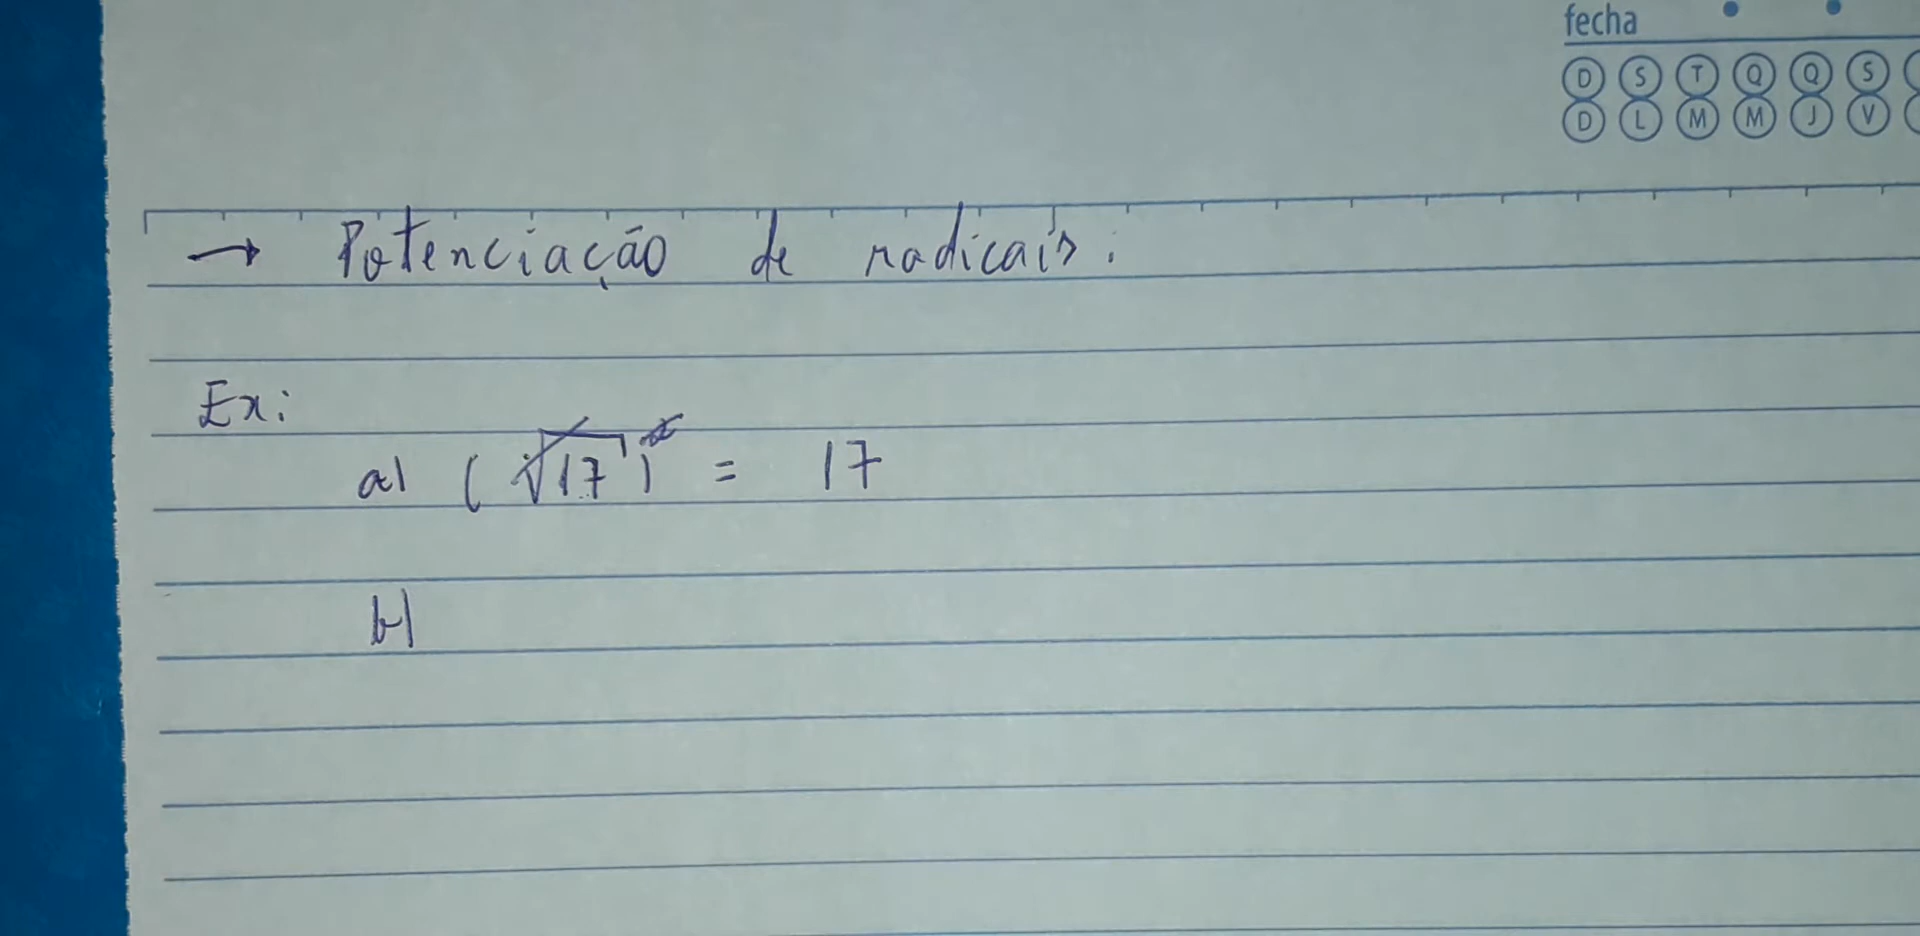 fecha
D S T Q Q S
D L M M J V
→ Potenciação de radicais:
Ex:
a) (√17)² = 17
b)